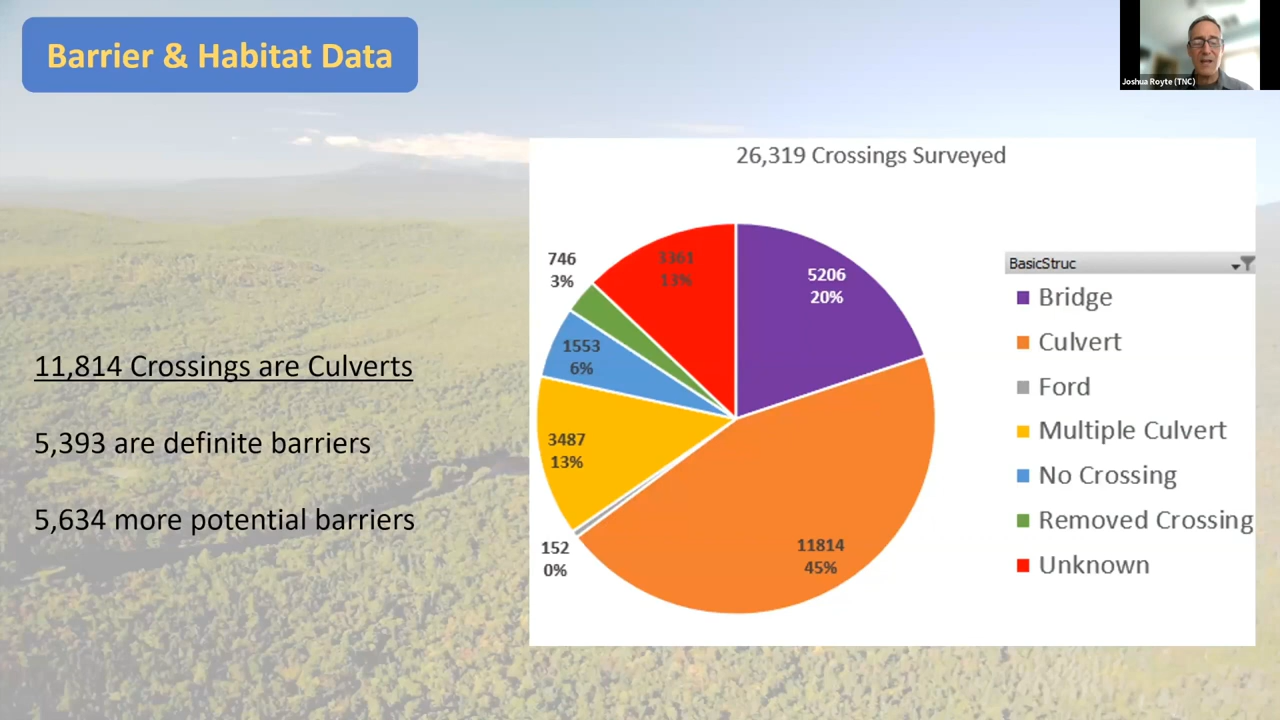 Barrier & Habitat Data
Joshua Royte (TNC)
26,319 Crossings Surveyed
746
3%
3361
13%
5206
20%
1553
6%
3487
13%
152
0%
11814
45%
BasicStruc
Bridge
Culvert
Ford
Multiple Culvert
No Crossing
Removed Crossing
Unknown
11,814 Crossings are Culverts
5,393 are definite barriers
5,634 more potential barriers